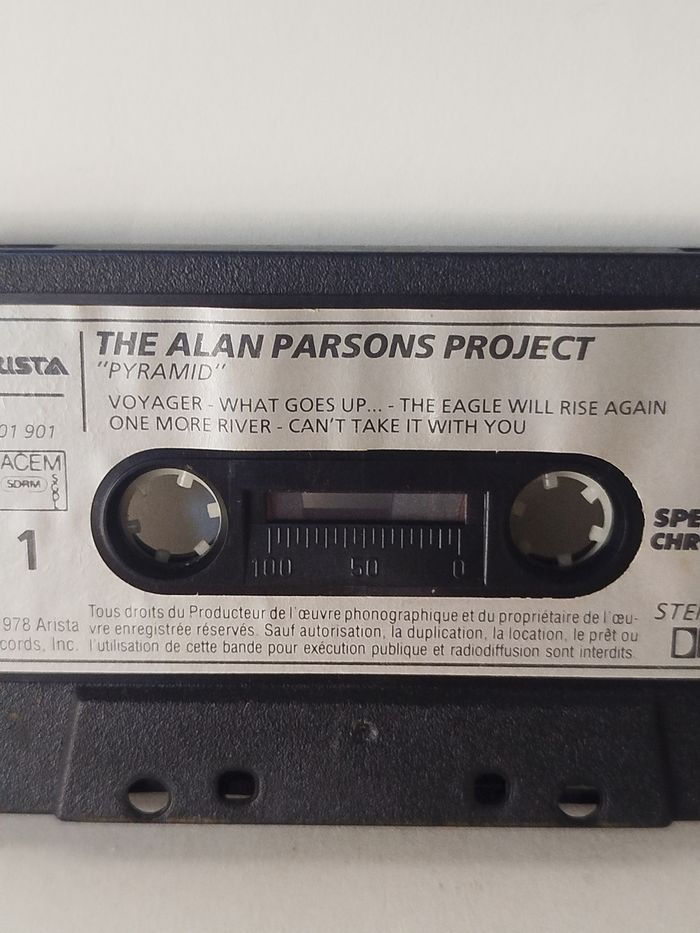 RISTA
THE ALAN PARSONS PROJECT
"PYRAMID"
VOYAGER - WHAT GOES UP... - THE EAGLE WILL RISE AGAIN
ONE MORE RIVER - CAN'T TAKE IT WITH YOU
01 901
ACEM
SDRM
1
100 50 0
SPE
CHR
978 Arista
cords, Inc.
Tous droits du Producteur de l'œuvre phonographique et du propriétaire de l'œu-
vre enregistrée réservés. Sauf autorisation, la duplication, la location, le prêt ou
l'utilisation de cette bande pour exécution publique et radiodiffusion sont interdits.
STE